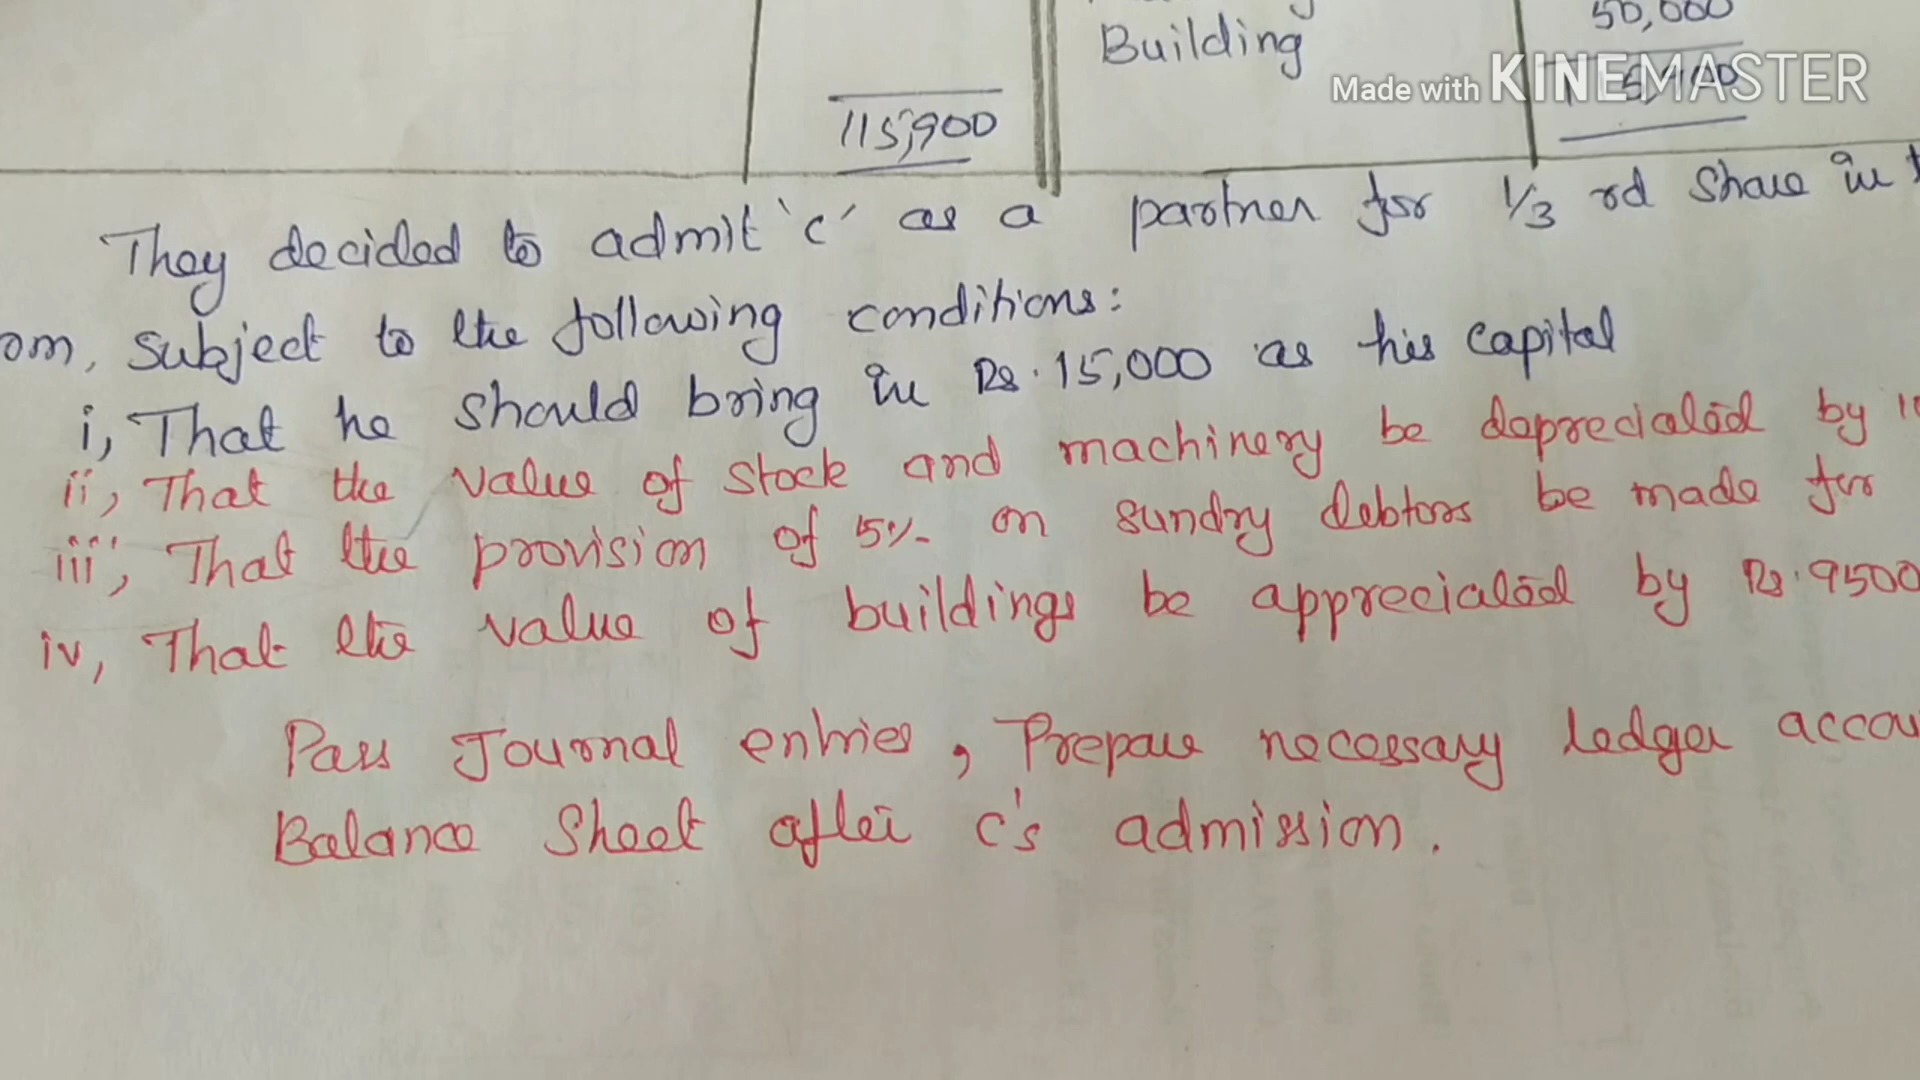 50,000
Building
Made with KINEMASTER
115,900
They decided to admit 'c' as a partner for 1/3 rd Share in
om, Subject to the following conditions:
i, That he should bring in Rs. 15,000 as his capital
ii, That the value of stock and machinery be depreciated by
iii, That the provision of 5% on sundry debtors be made for
iv, That the value of buildings be appreciated by Rs. 9500
Pass Journal entries, Prepare necessary ledger accou
Balance Sheet after c's admission.